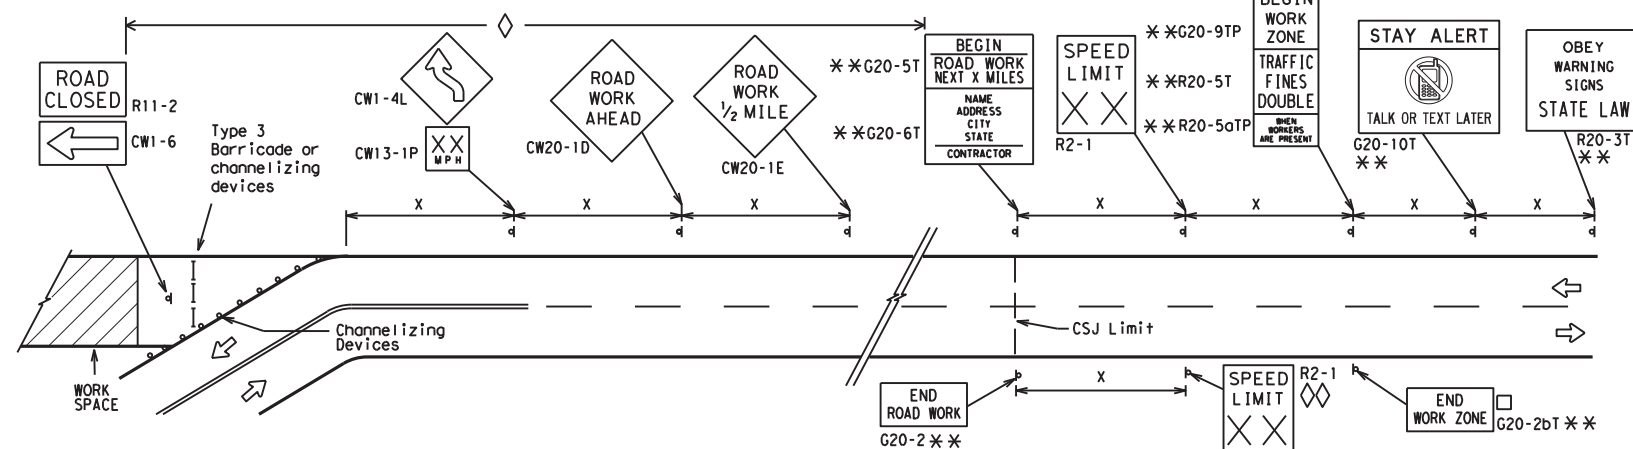 ROAD
CLOSED
R11-2
CW1-6
Type 3
Barricade or
channelizing
devices
CW1-4L
XX
MPH
CW13-1P
ROAD
WORK
AHEAD
CW20-1D
ROAD
WORK
1/2 MILE
CW20-1E
**G20-5T
**G20-6T
BEGIN
ROAD WORK
NEXT X MILES
NAME
ADDRESS
CITY
STATE
CONTRACTOR
SPEED
LIMIT
XX
R2-1
**G20-9TP
**R20-5T
**R20-5aTP
BEGIN
WORK
ZONE
TRAFFIC
FINES
DOUBLE
WHEN
WORKERS
ARE PRESENT
STAY ALERT
TALK OR TEXT LATER
G20-10T
**
OBEY
WARNING
SIGNS
STATE LAW
R20-3T
**
X
X
X
X
X
X
X
WORK
SPACE
Channelizing
Devices
CSJ Limit
X
END
ROAD WORK
G20-2 **
SPEED
LIMIT
XX
R2-1
END
WORK ZONE
G20-2bT **